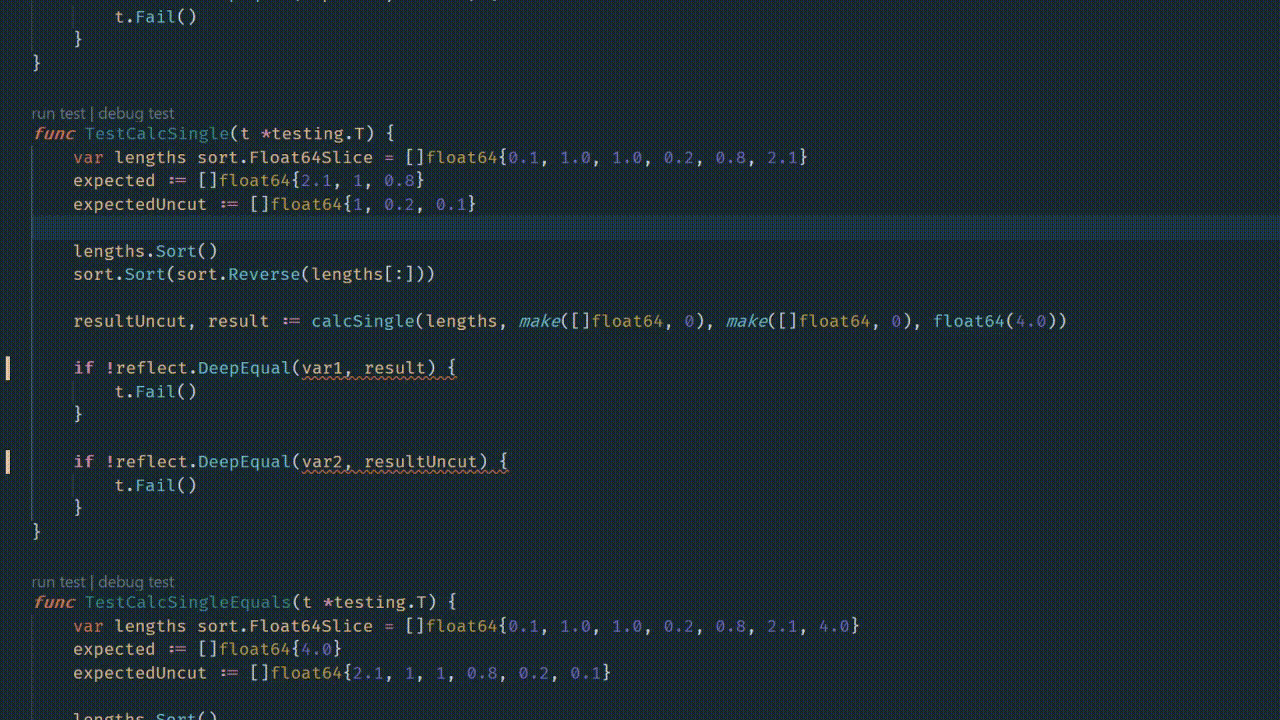 t.Fail()
}
}
run test | debug test
func TestCalcSingle(t *testing.T) {
var lengths sort.Float64Slice = []float64{0.1, 1.0, 1.0, 0.2, 0.8, 2.1}
expected := []float64{2.1, 1, 0.8}
expectedUncut := []float64{1, 0.2, 0.1}
lengths.Sort()
sort.Sort(sort.Reverse(lengths[:]))
resultUncut, result := calcSingle(lengths, make([]float64, 0), make([]float64, 0), float64(4.0))
if !reflect.DeepEqual(var1, result) {
t.Fail()
}
if !reflect.DeepEqual(var2, resultUncut) {
t.Fail()
}
}
run test | debug test
func TestCalcSingleEquals(t *testing.T) {
var lengths sort.Float64Slice = []float64{0.1, 1.0, 1.0, 0.2, 0.8, 2.1, 4.0}
expected := []float64{4.0}
expectedUncut := []float64{2.1, 1, 1, 0.8, 0.2, 0.1}
lengths.Sort()